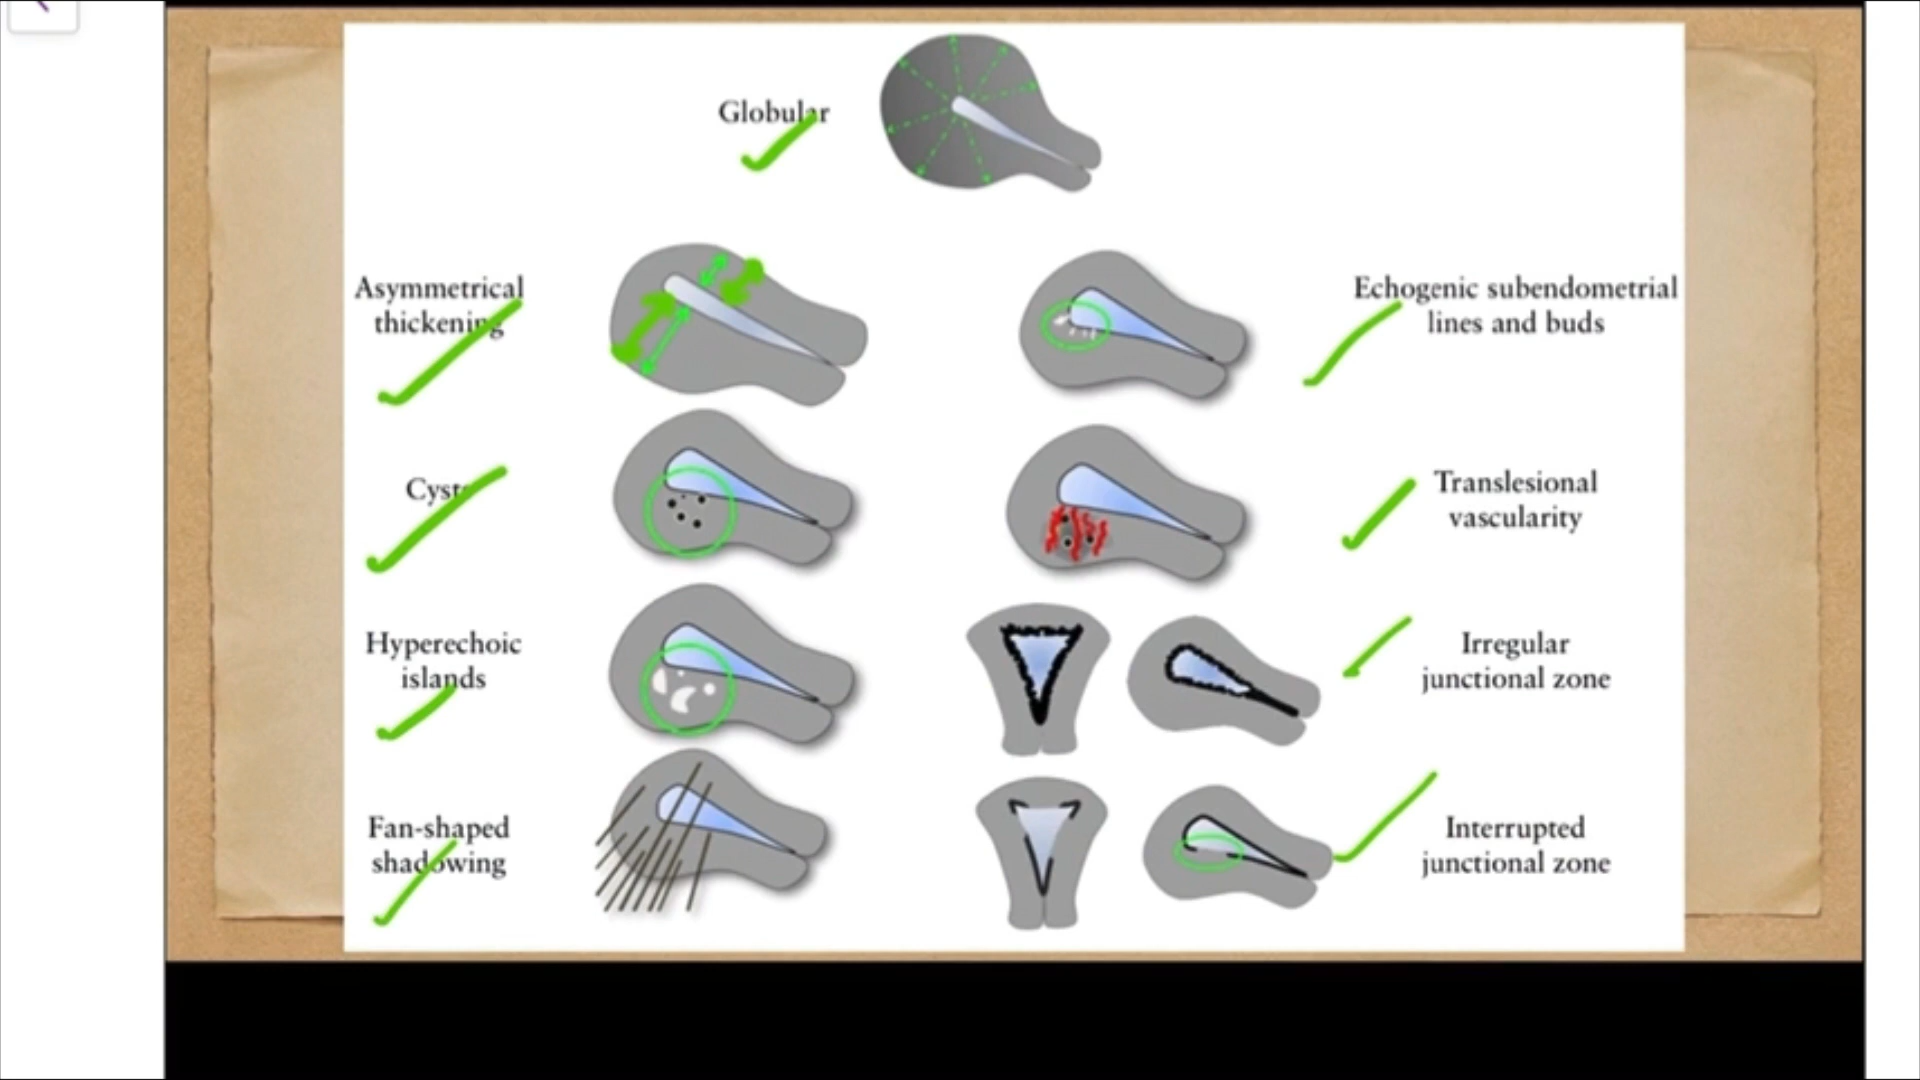 Globular
Asymmetrical
thickening
Echogenic subendometrial
lines and buds
Cysts
Translesional
vascularity
Hyperechoic
islands
Irregular
junctional zone
Fan-shaped
shadowing
Interrupted
junctional zone